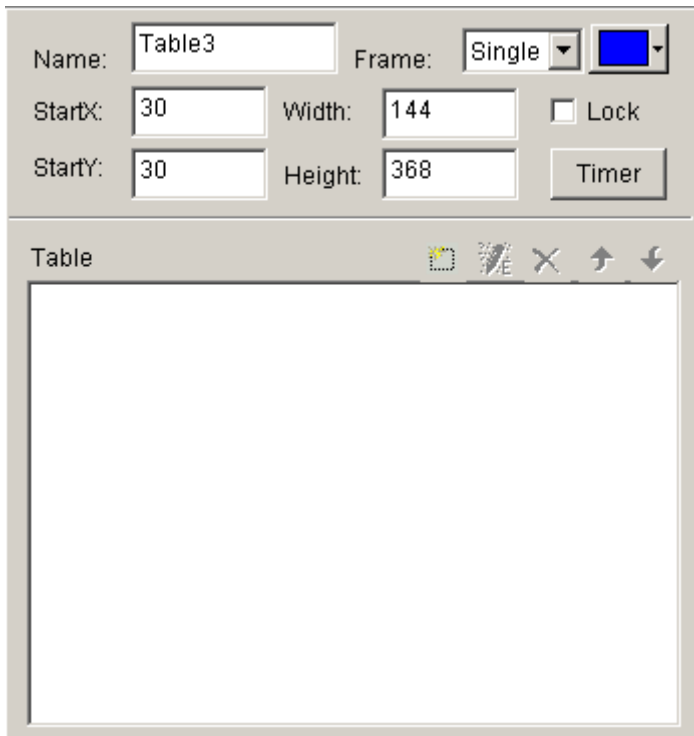 Name: Table3 Frame: Single
StartX: 30 Width: 144 Lock
StartY: 30 Height: 368 Timer
Table
E